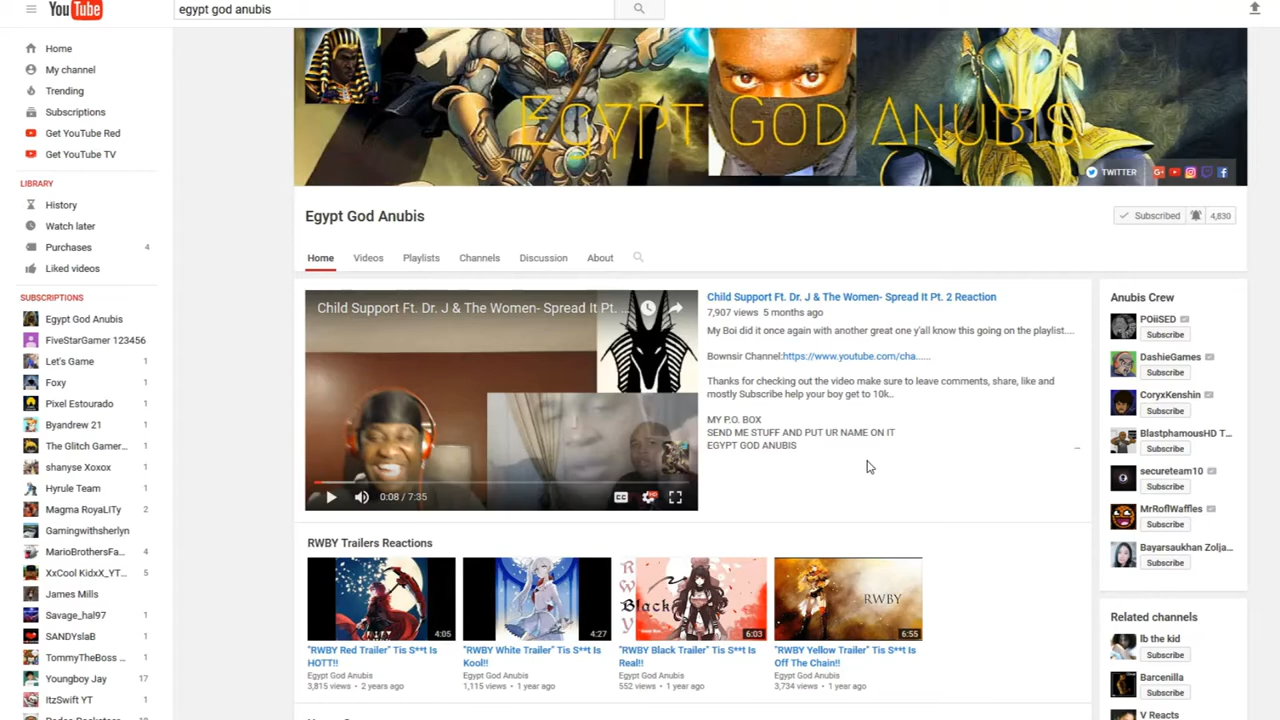 YouTube
egypt god anubis
Home
My channel
Trending
Subscriptions
Get YouTube Red
Get YouTube TV
LIBRARY
History
Watch later
Purchases 4
Liked videos
SUBSCRIPTIONS
Egypt God Anubis
FiveStarGamer 123456
Let's Game 1
Foxy 1
Pixel Estourado 1
Byandrew 21 1
The Glitch Gamer... 1
shanyse Xoxox 1
Hyrule Team 1
Magma RoyaLITy 2
Gamingwithsherlyn 1
MarioBrothersFa... 4
XxCool KidxX_YT... 5
James Mills 1
Savage_hal97 1
SANDYslaB 1
TommyTheBoss ... 1
Youngboy Jay 17
ItzSwift YT 1
EGYPT GOD ANUBIS
TWITTER
Egypt God Anubis
Subscribed 4,830
Home Videos Playlists Channels Discussion About
Child Support Ft. Dr. J & The Women- Spread It Pt. ...
0:08 / 7:35
CC
HD
Child Support Ft. Dr. J & The Women- Spread It Pt. 2 Reaction
7,907 views 5 months ago
My Boi did it once again with another great one y'all know this going on the playlist....
Bownsir Channel:https://www.youtube.com/cha......
Thanks for checking out the video make sure to leave comments, share, like and
mostly Subscribe help your boy get to 10k..
MY P.O. BOX
SEND ME STUFF AND PUT UR NAME ON IT
EGYPT GOD ANUBIS
RWBY Trailers Reactions
4:05
4:27
RWBY
Black
6:03
RWBY
6:55
"RWBY Red Trailer" Tis S**t Is
HOTT!!
Egypt God Anubis
3,815 views • 2 years ago
"RWBY White Trailer" Tis S**t Is
Kool!!
Egypt God Anubis
1,115 views • 1 year ago
"RWBY Black Trailer" Tis S**t Is
Real!!
Egypt God Anubis
552 views • 1 year ago
"RWBY Yellow Trailer" Tis S**t Is
Off The Chain!!
Egypt God Anubis
3,734 views • 1 year ago
Anubis Crew
POiiSED
Subscribe
DashieGames
Subscribe
CoryxKenshin
Subscribe
BlastphamousHD T...
Subscribe
secureteam10
Subscribe
MrRoflWaffles
Subscribe
Bayarsaukhan Zolja...
Subscribe
Related channels
lb the kid
Subscribe
Barcenilla
Subscribe
V Reacts